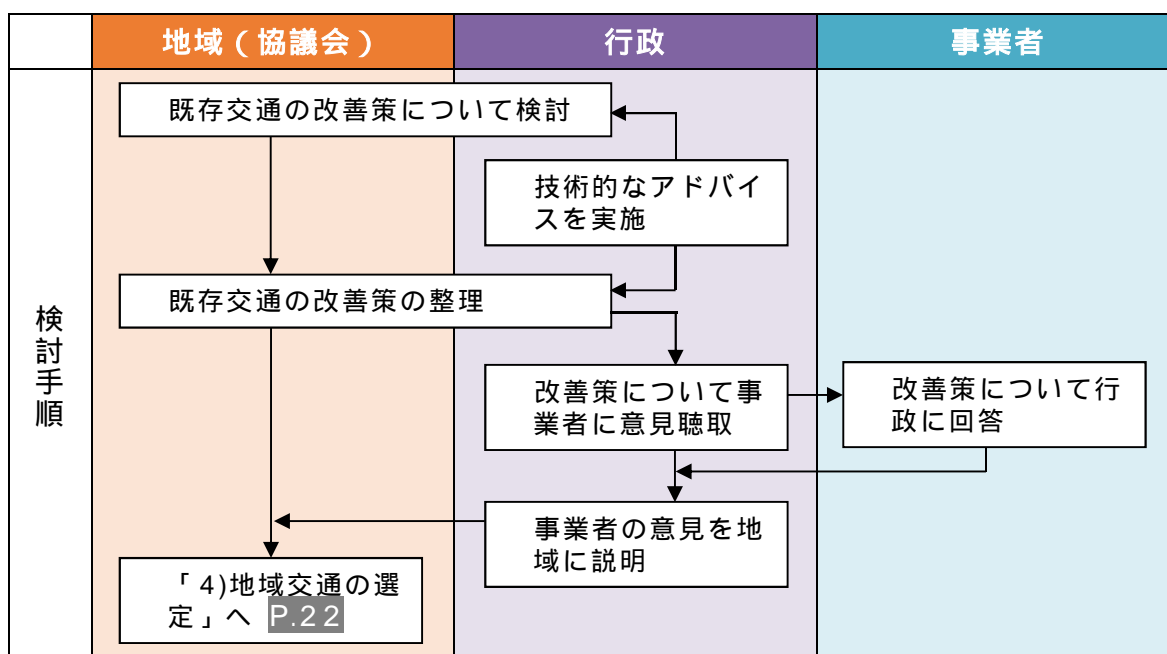 地域（協議会）
行政
事業者
検討手順
既存交通の改善策について検討
技術的なアドバイ
スを実施
既存交通の改善策の整理
改善策について事
業者に意見聴取
改善策について行
政に回答
事業者の意見を地
域に説明
「4)地域交通の選
定」へ P.22